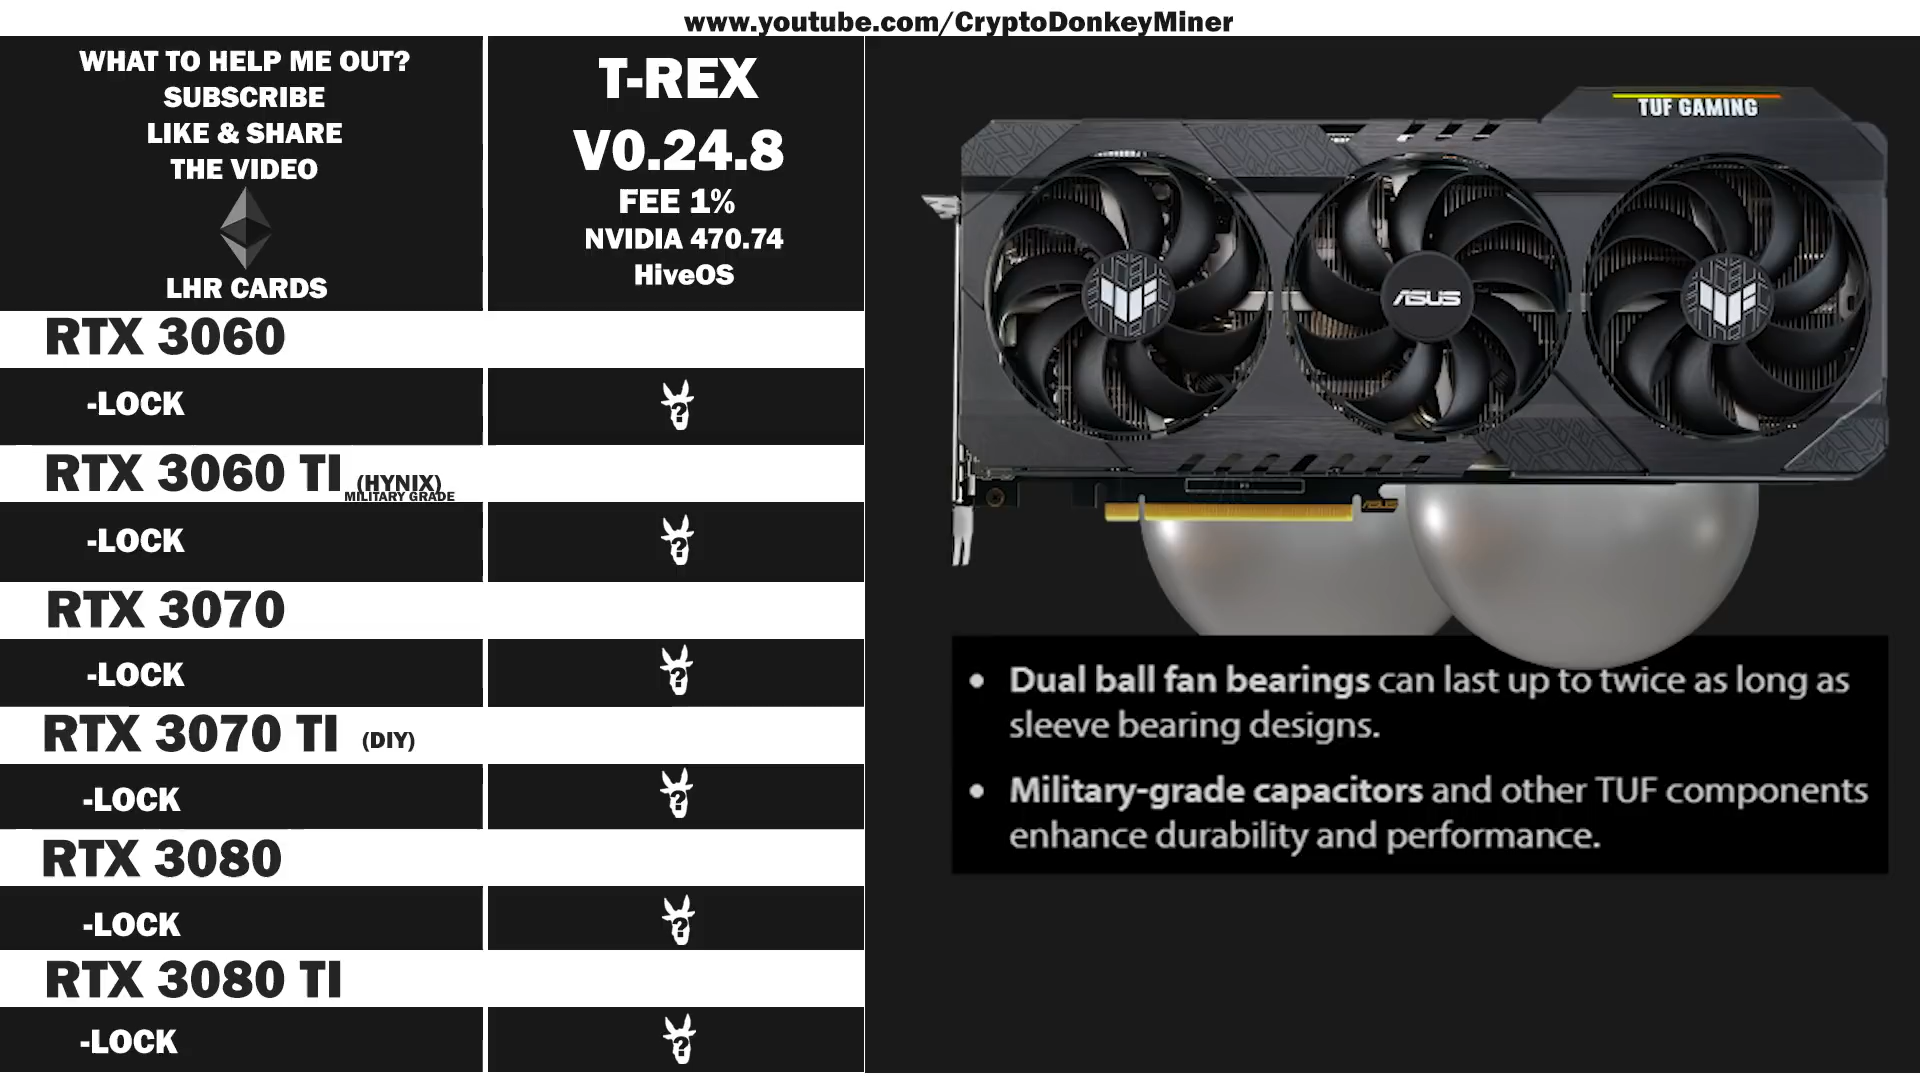 www.youtube.com/CryptoDonkeyMiner
WHAT TO HELP ME OUT?
SUBSCRIBE
LIKE & SHARE
THE VIDEO
LHR CARDS
T-REX
V0.24.8
FEE 1%
NVIDIA 470.74
HiveOS
RTX 3060
-LOCK
?
RTX 3060 TI (HYNIX)
MILITARY GRADE
-LOCK
?
RTX 3070
-LOCK
?
RTX 3070 TI (DIY)
-LOCK
?
RTX 3080
-LOCK
?
RTX 3080 TI
-LOCK
?
TUF GAMING
ASUS
ASUS
• Dual ball fan bearings can last up to twice as long as
sleeve bearing designs.
• Military-grade capacitors and other TUF components
enhance durability and performance.